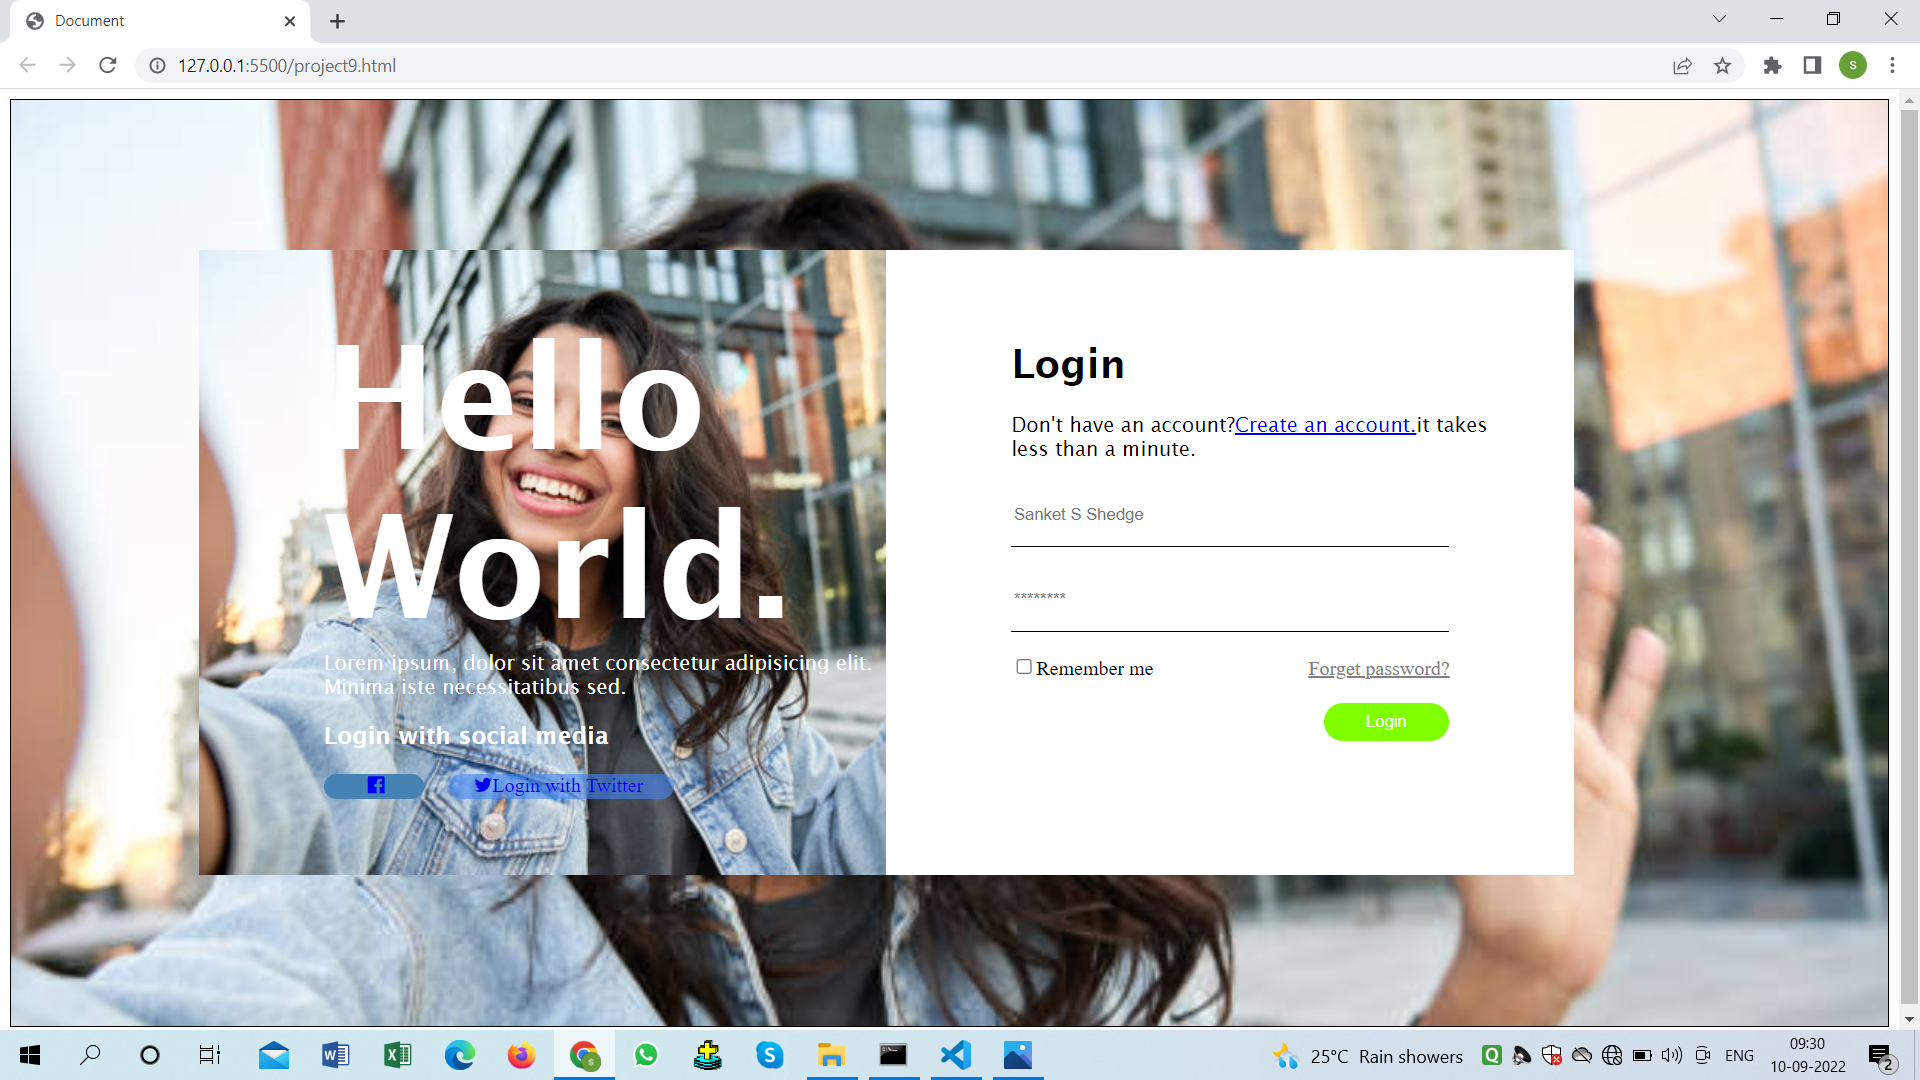 Document
127.0.0.1:5500/project9.html
s
Hello
World.
Lorem ipsum, dolor sit amet consectetur adipisicing elit.
Minima iste necessitatibus sed.
Login with social media
Login with Twitter
Login
Don't have an account?Create an account.it takes
less than a minute.
Sanket S Shedge
********
Remember me
Forget password?
Login
25°C Rain showers
ENG
09:30
10-09-2022
2